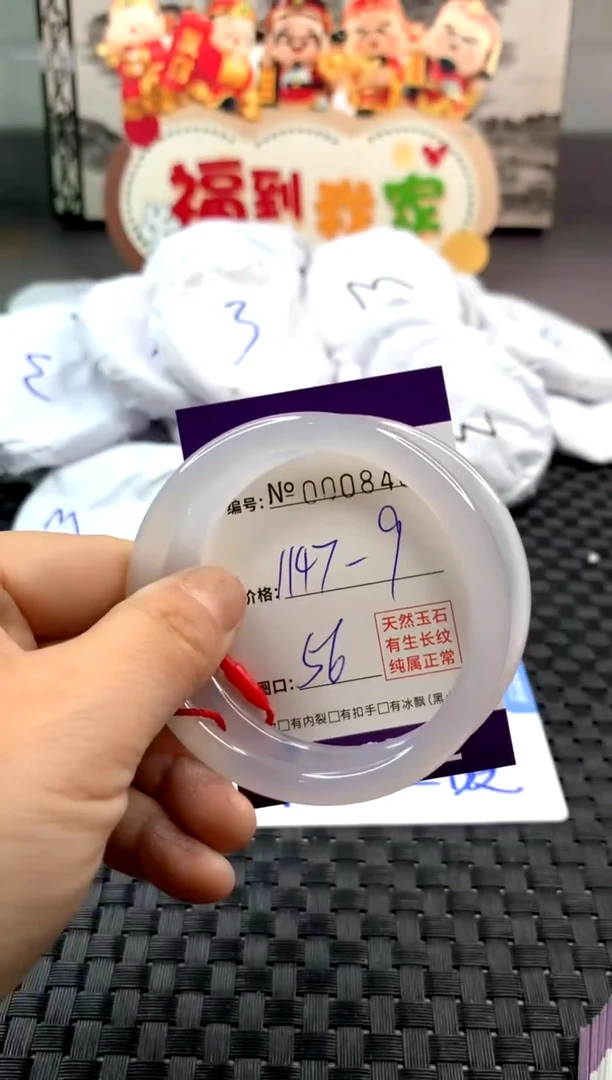 福到我家
3
3
3
3
3
编号: Nº 00084
价格: 1147-9
天然玉石
有生长纹
纯属正常
圈口: 56
□有内裂□有扣手□有冰飘(黑